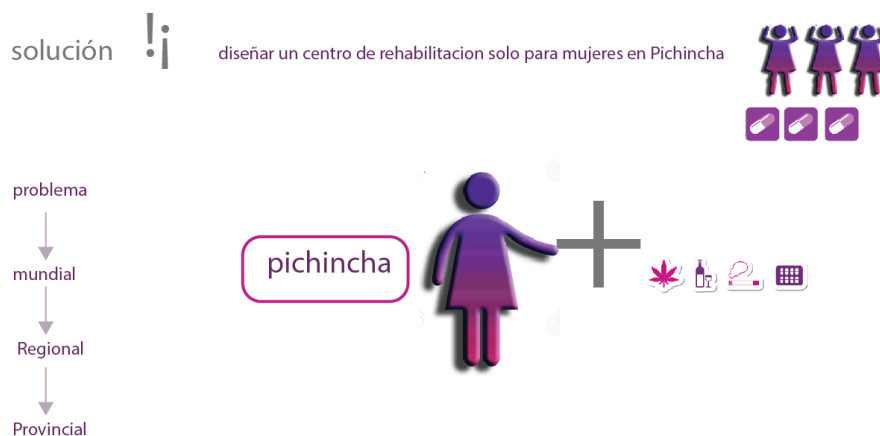 solución !¡
diseñar un centro de rehabilitacion solo para mujeres en Pichincha
problema
mundial
Regional
Provincial
pichincha